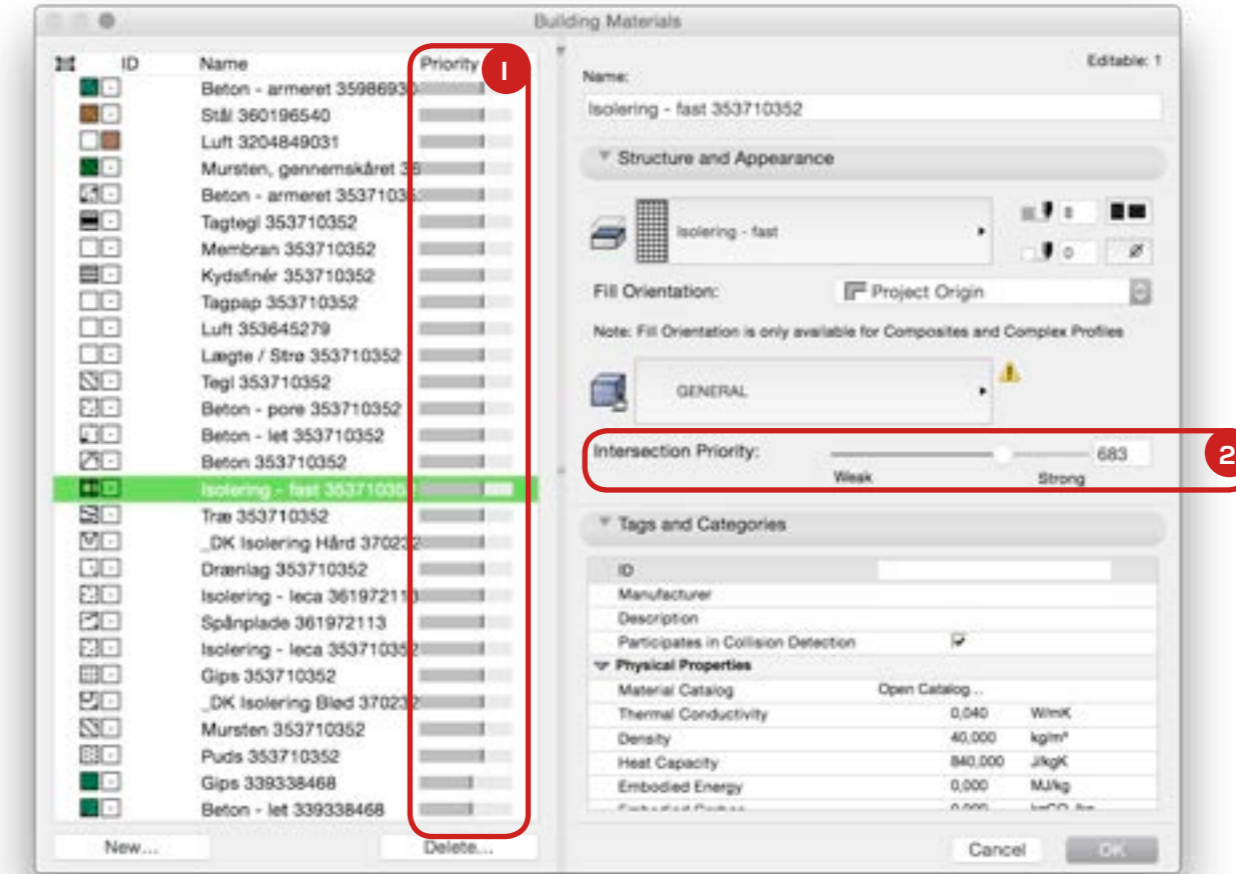 Building Materials
ID Name Priority
1
Beton - armeret 35986930
Stål 360196540
Luft 3204849031
Mursten, gennemskåret 36
Beton - armeret 35371035
Tagtegl 353710352
Membran 353710352
Kydsfinér 353710352
Tagpap 353710352
Luft 353645279
Lægte / Strø 353710352
Tegl 353710352
Beton - pore 353710352
Beton - let 353710352
Beton 353710352
Isolering - fast 353710352
Træ 353710352
_DK Isolering Hård 370232
Drænlag 353710352
Isolering - leca 361972113
Spånplade 361972113
Isolering - leca 353710352
Gips 353710352
_DK Isolering Blød 370232
Mursten 353710352
Puds 353710352
Gips 339338468
Beton - let 339338468
New... Delete...
Editable: 1
Name:
Isolering - fast 353710352
Structure and Appearance
Isolering - fast
8
0
Fill Orientation: Project Origin
Note: Fill Orientation is only available for Composites and Complex Profiles
GENERAL
Intersection Priority: 683
2
Weak Strong
Tags and Categories
ID
Manufacturer
Description
Participates in Collision Detection
Physical Properties
Material Catalog Open Catalog...
Thermal Conductivity 0,040 W/mK
Density 40,000 kg/m³
Heat Capacity 840,000 J/kgK
Embodied Energy 0,000 MJ/kg
Cancel OK